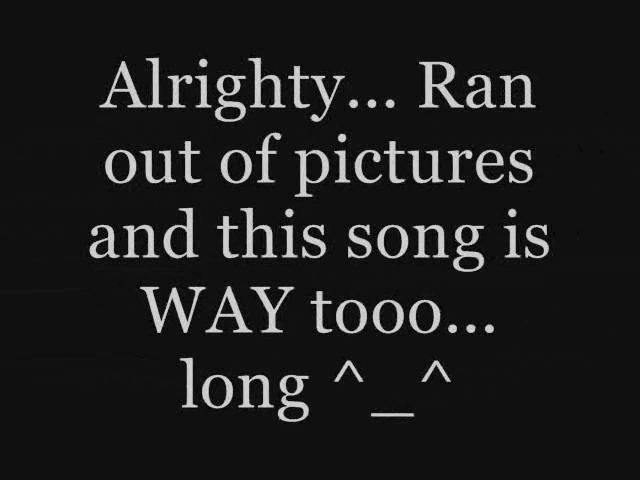 Alrighty... Ran
out of pictures
and this song is
WAY tooo...
long ^_^